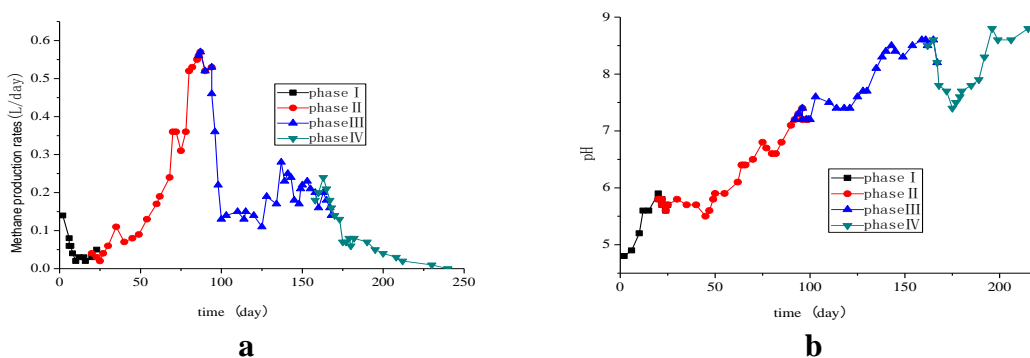 Methane production rates (L/day)
0.6
0.5
0.4
0.3
0.2
0.1
0.0
0 50 100 150 200 250
time (day)
phase I
phase II
phaseIII
phaseIV
a
pH
9
8
7
6
5
0 50 100 150 200
time (day)
phase I
phase II
phaseIII
phaseIV
b